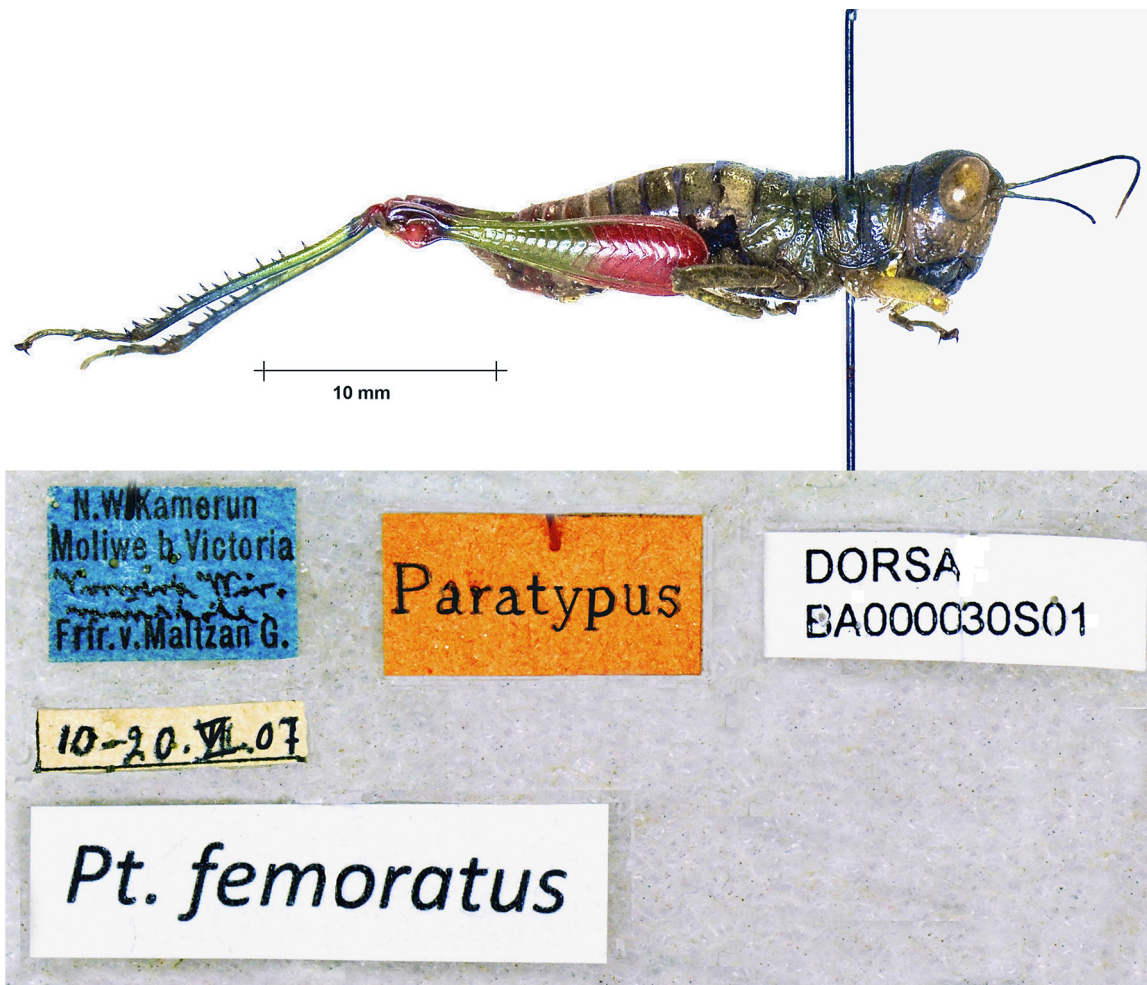 10 mm
N.W. Kamerun
Moliwe b. Victoria
Frfr. v. Maltzan G.
Paratypus
DORSA
BA000030S01
10-20.VI.07
Pt. femoratus